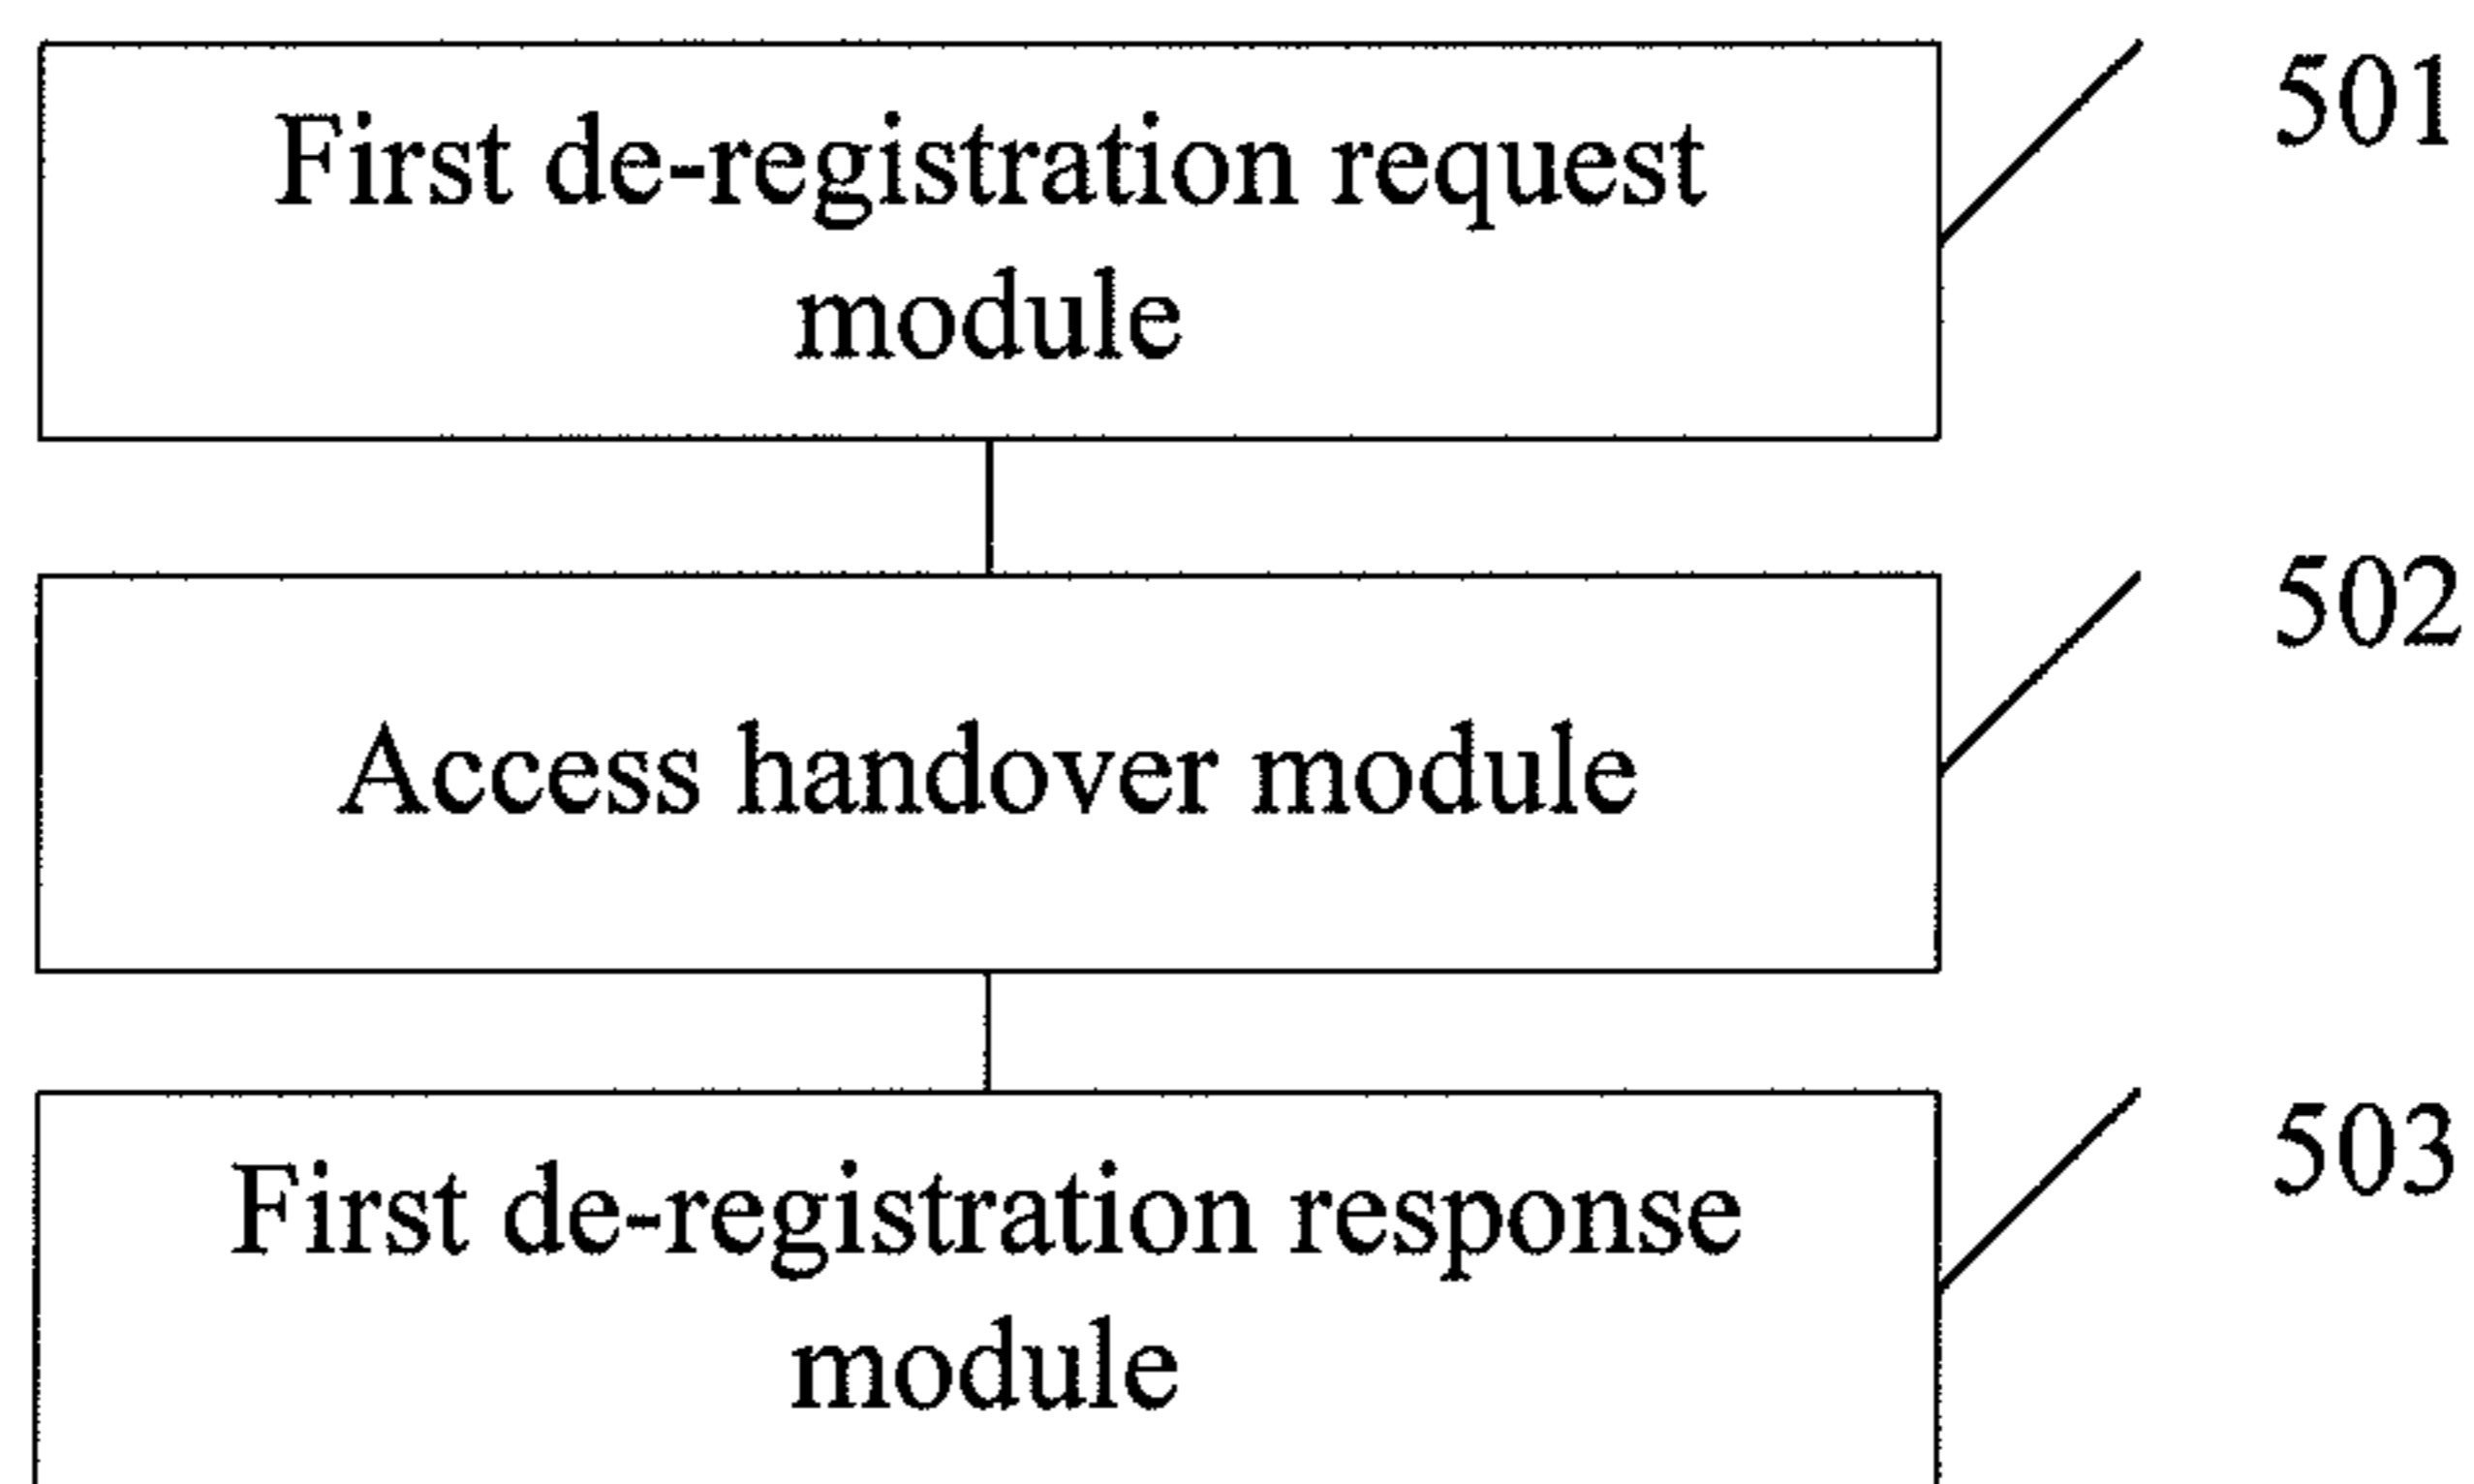 First de-registration request
module
501
Access handover module
502
First de-registration response
module
503